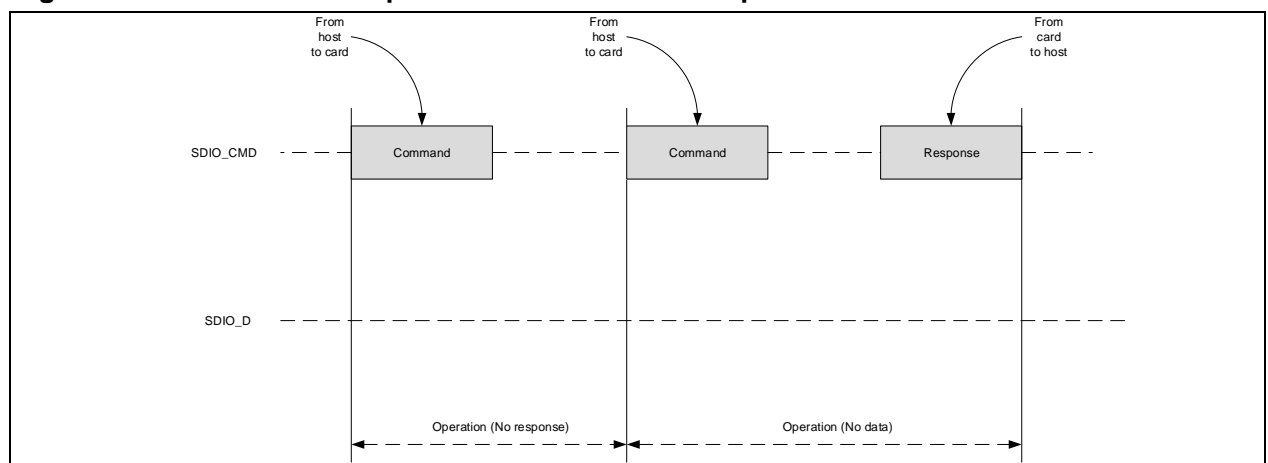 From
host
to card
From
host
to card
From
card
to host
SDIO_CMD
Command
Command
Response
SDIO_D
Operation (No response)
Operation (No data)